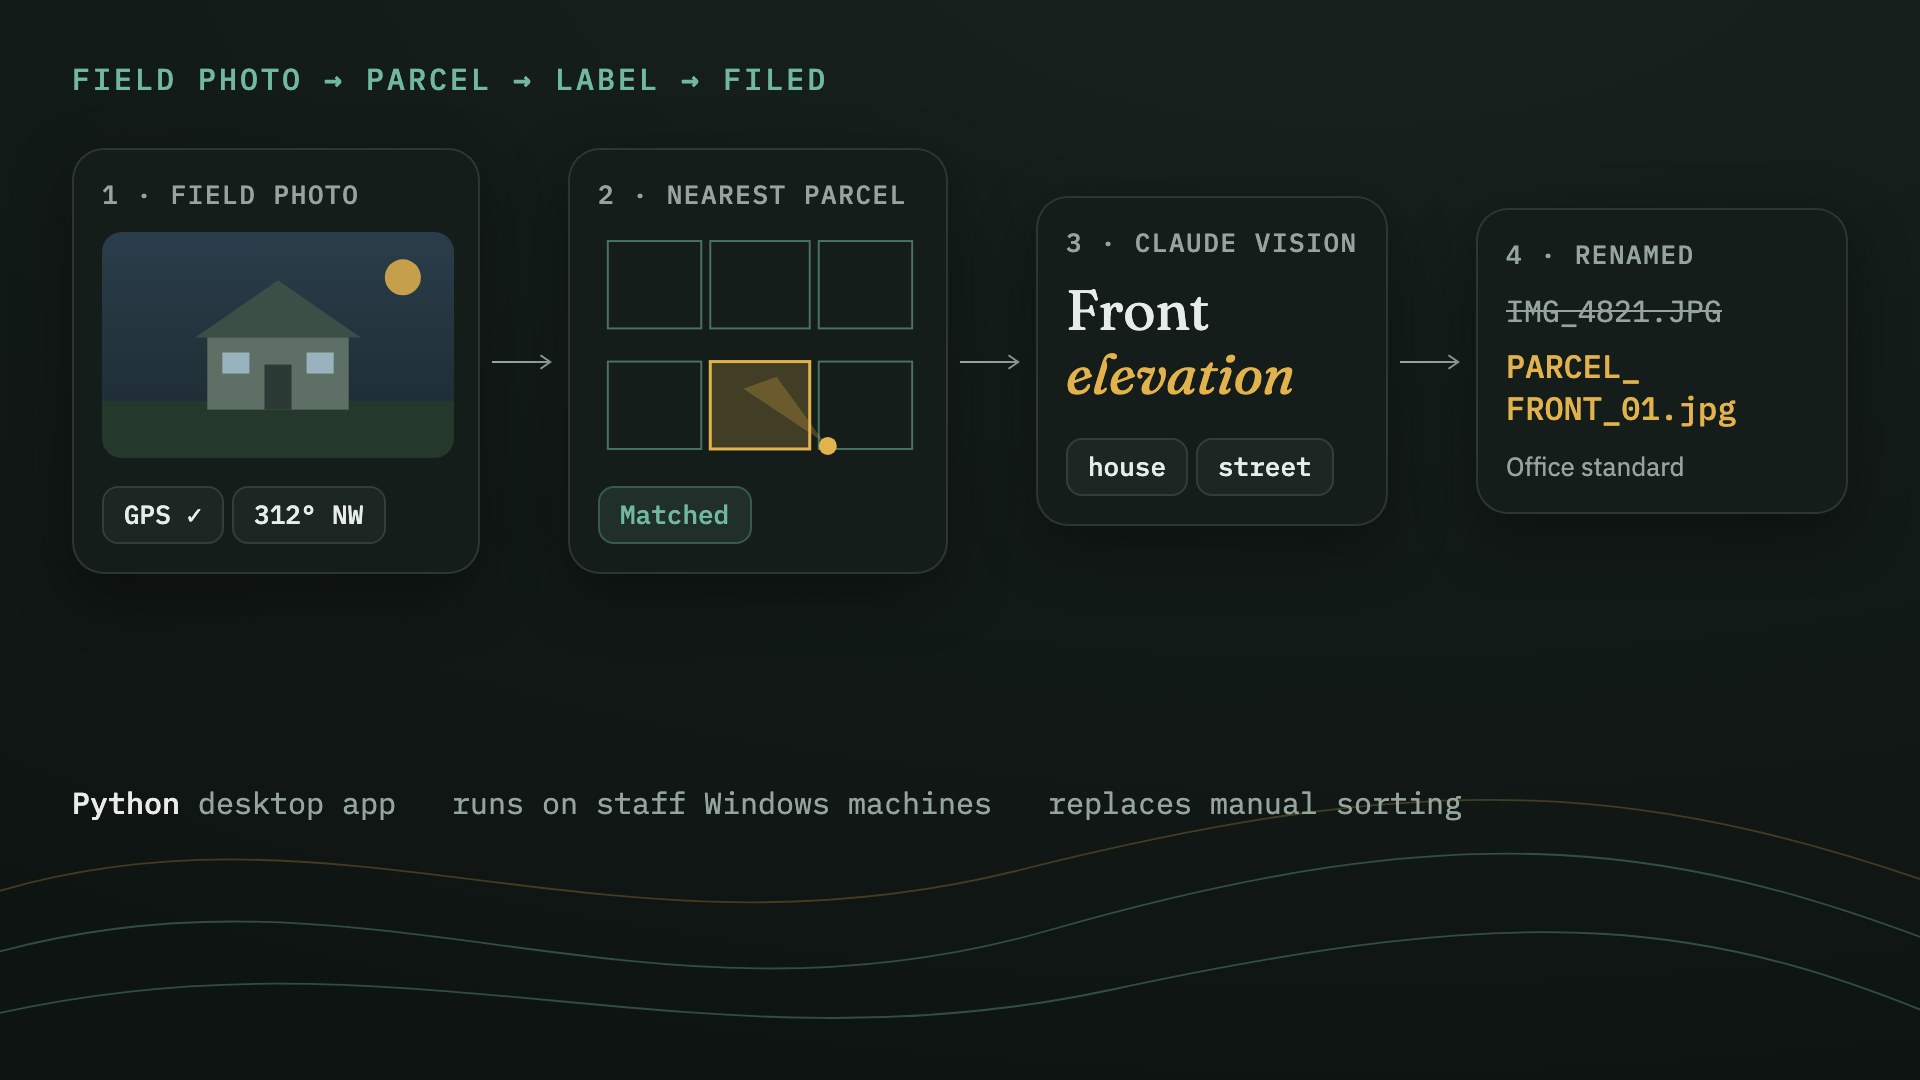 FIELD PHOTO → PARCEL → LABEL → FILED
1 · FIELD PHOTO
GPS ✓
312° NW
2 · NEAREST PARCEL
Matched
3 · CLAUDE VISION
Front
elevation
house
street
4 · RENAMED
IMG_4821.JPG
PARCEL_
FRONT_01.jpg
Office standard
Python desktop app runs on staff Windows machines replaces manual sorting